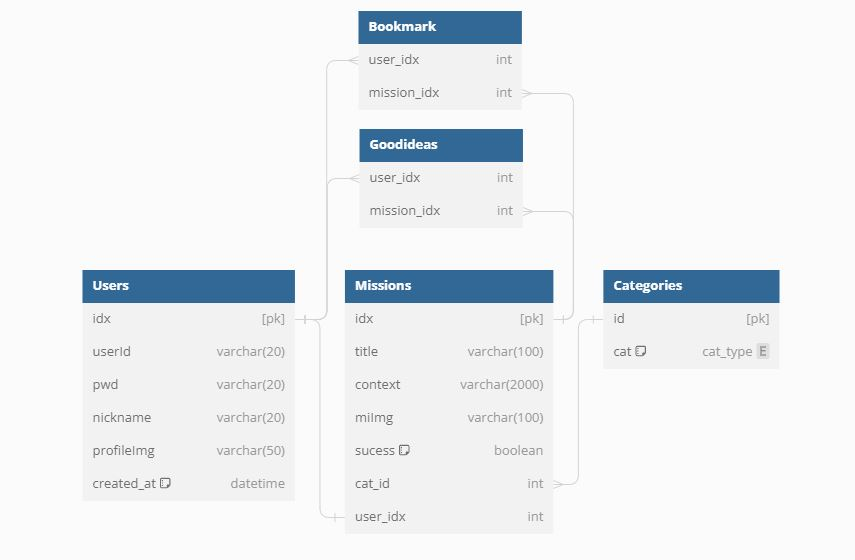 Bookmark
user_idx int
mission_idx int
Goodideas
user_idx int
mission_idx int
Users
idx [pk]
userId varchar(20)
pwd varchar(20)
nickname varchar(20)
profileImg varchar(50)
created_at datetime
Missions
idx [pk]
title varchar(100)
context varchar(2000)
miImg varchar(100)
sucess boolean
cat_id int
user_idx int
Categories
id [pk]
cat cat_type E